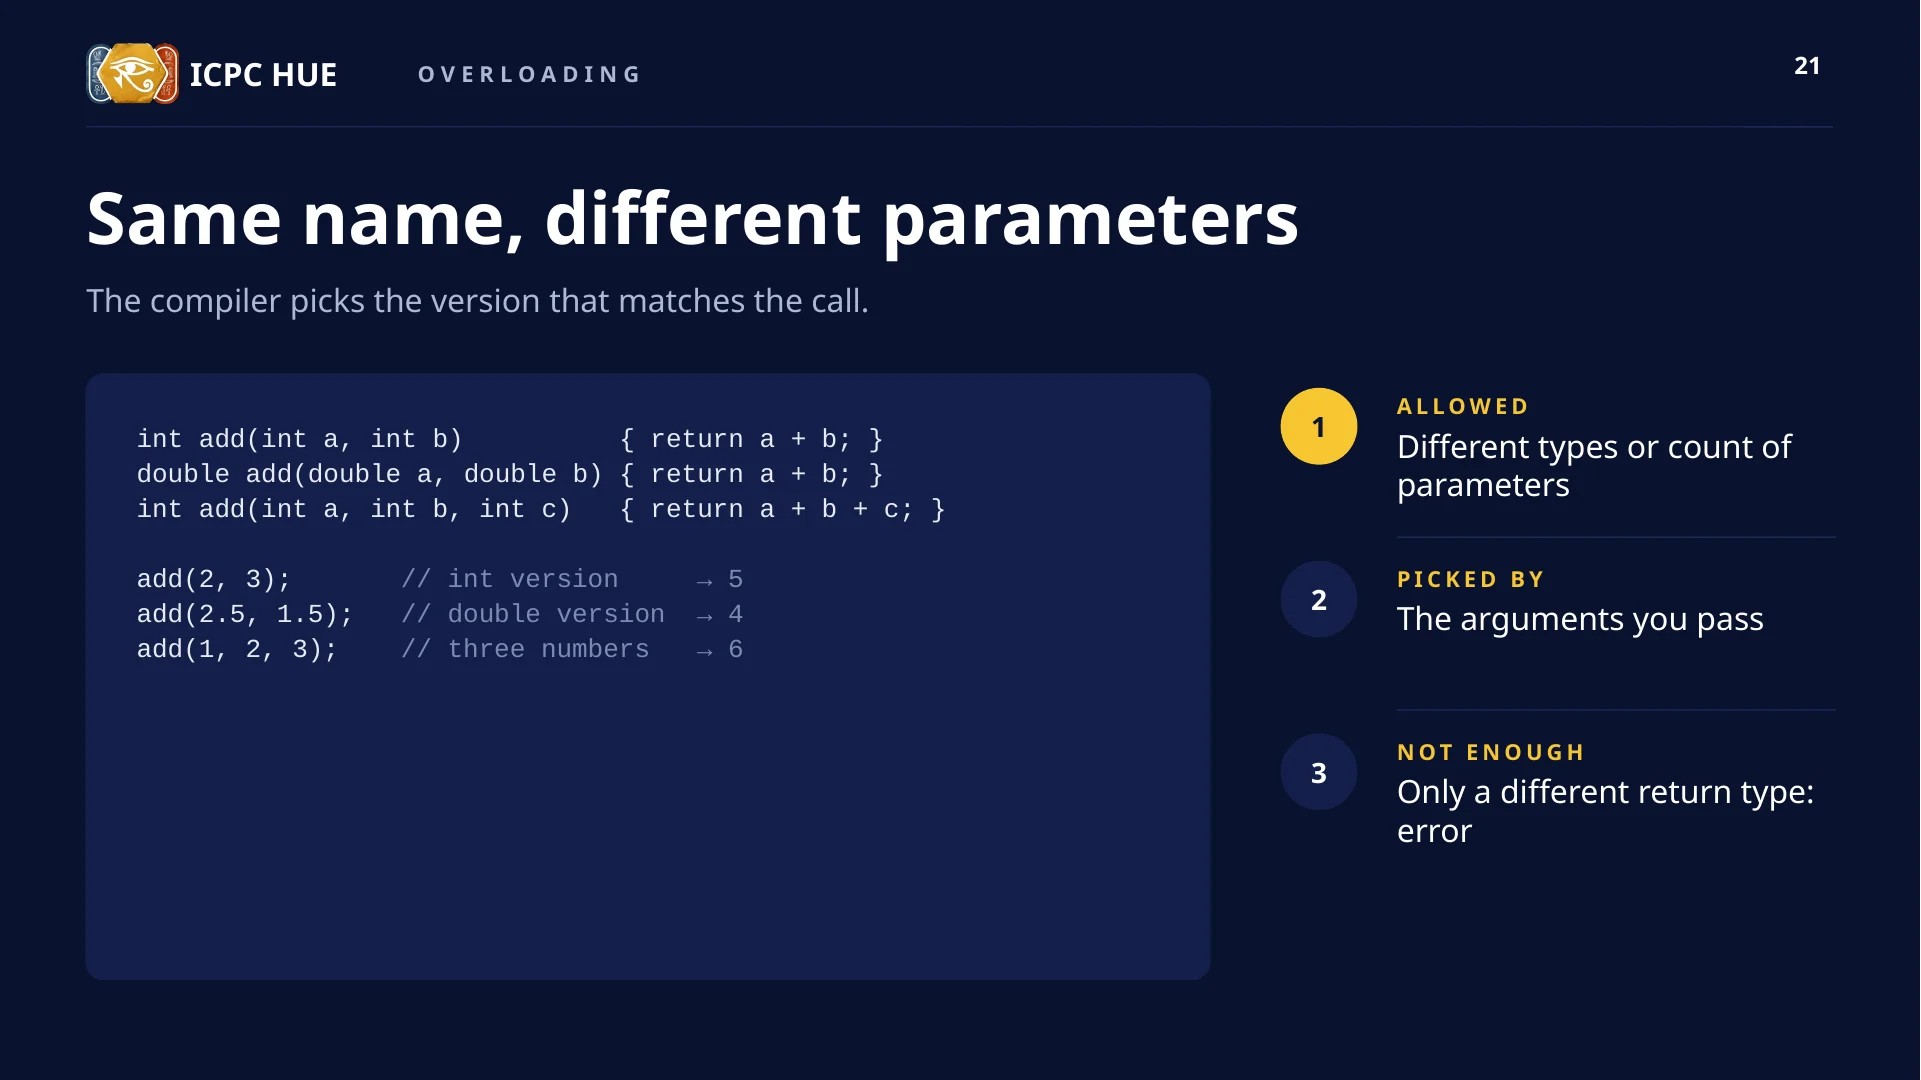 ICPC HUE
OVERLOADING
21
Same name, different parameters
The compiler picks the version that matches the call.
int add(int a, int b)          { return a + b; }
double add(double a, double b) { return a + b; }
int add(int a, int b, int c)   { return a + b + c; }
add(2, 3);       // int version     → 5
add(2.5, 1.5);   // double version  → 4
add(1, 2, 3);    // three numbers   → 6
1
ALLOWED
Different types or count of
parameters
2
PICKED BY
The arguments you pass
3
NOT ENOUGH
Only a different return type:
error